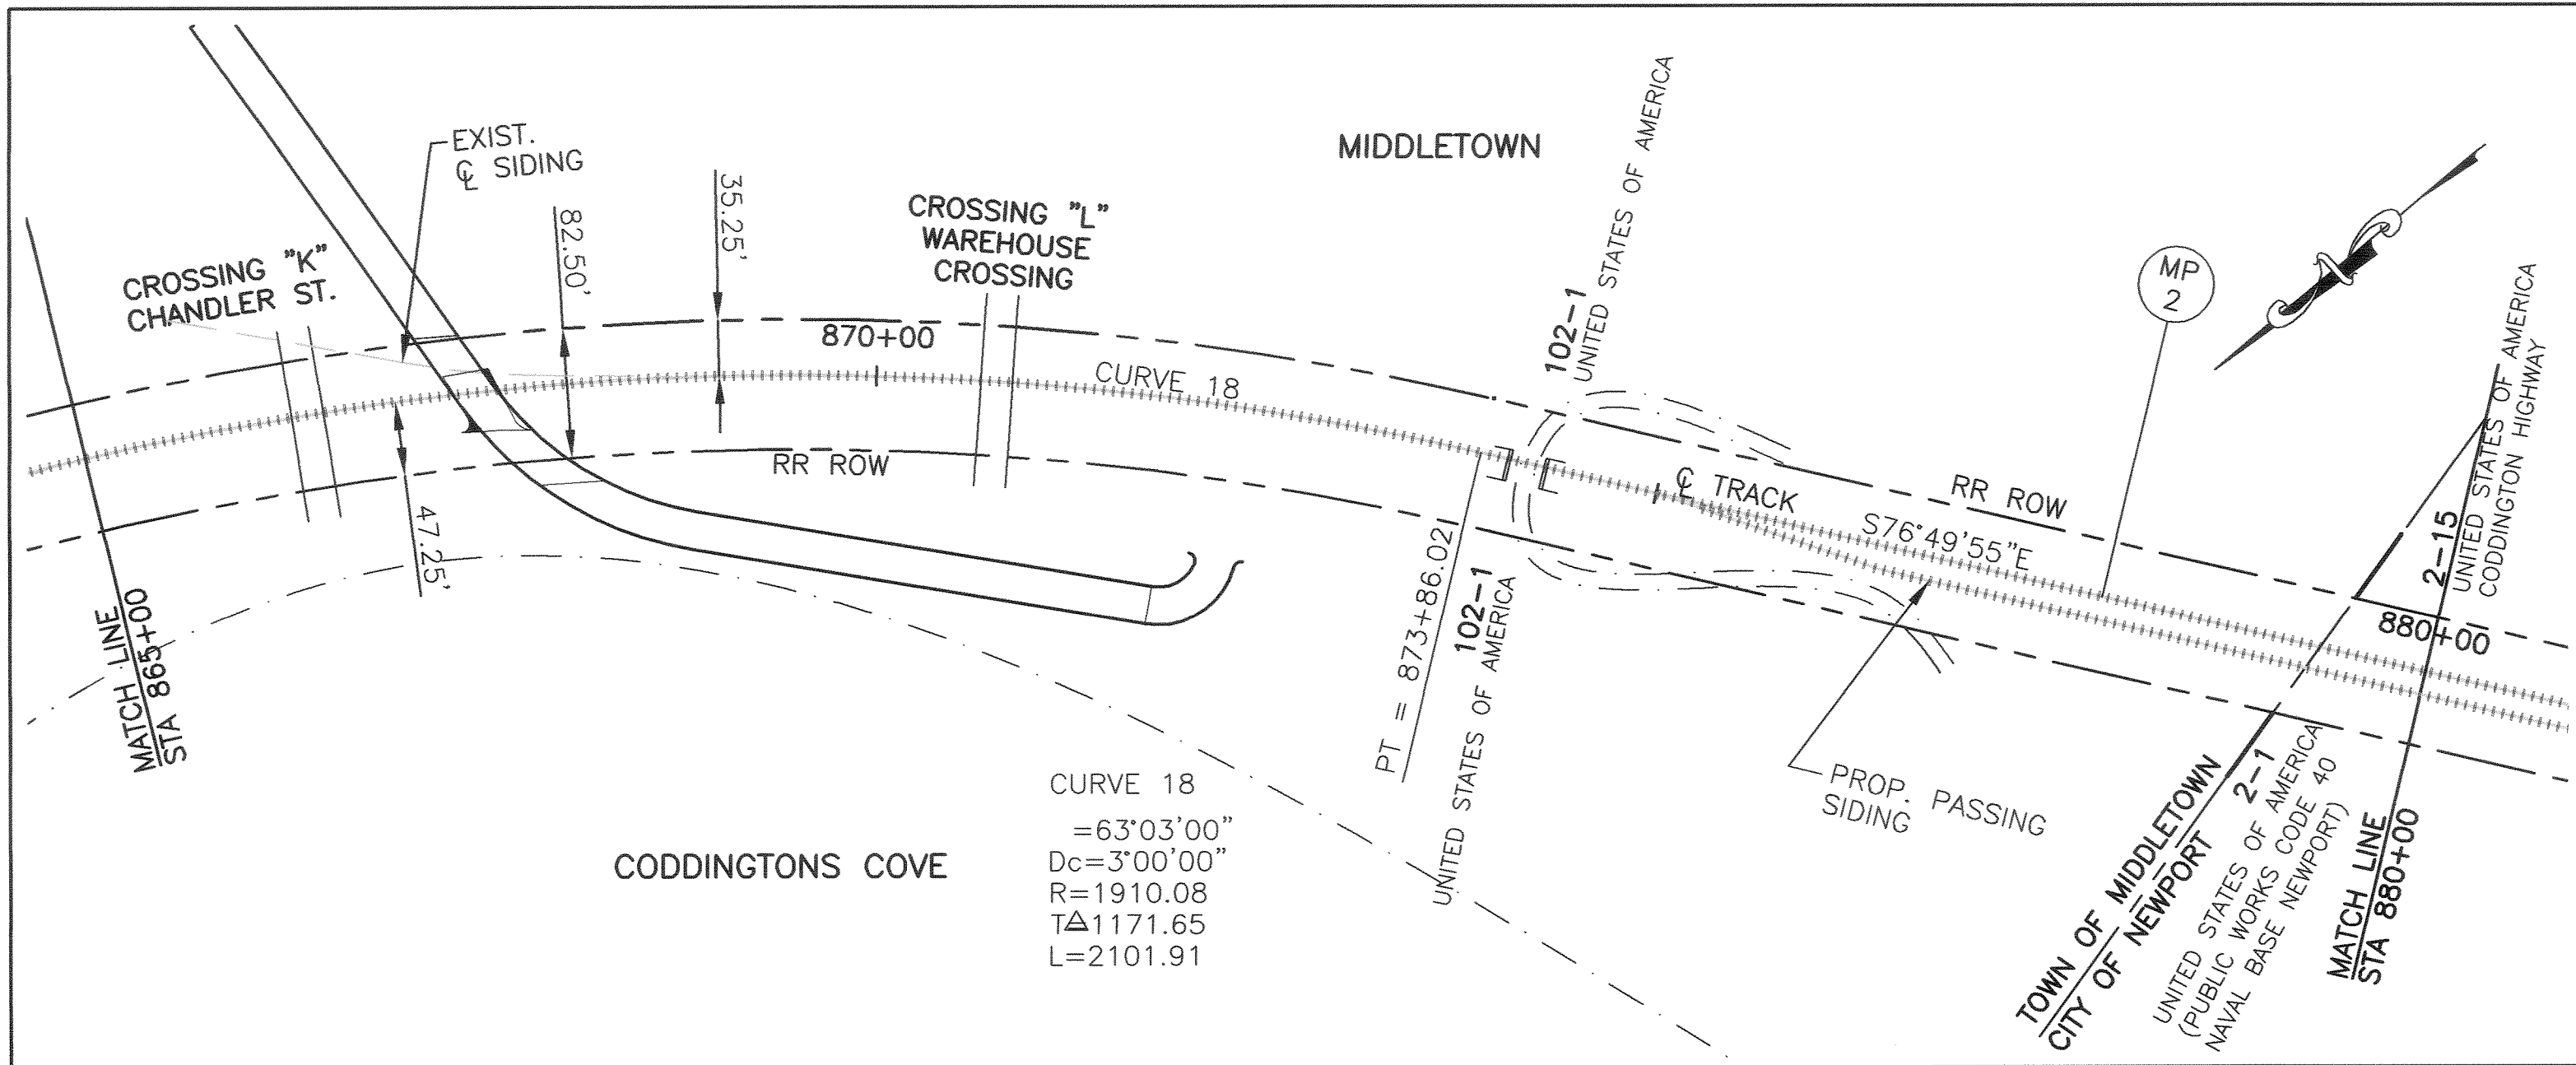 EXIST.
℄ SIDING
CROSSING "K"
CHANDLER ST.
82.50'
35.25'
CROSSING "L"
WAREHOUSE
CROSSING
MIDDLETOWN
102-1
UNITED STATES OF AMERICA
MP
2
870+00
CURVE 18
RR ROW
47.25'
MATCH LINE
STA 865+00
℄ TRACK
RR ROW
S76°49'55"E
2-15
UNITED STATES OF AMERICA
CODDINGTON HIGHWAY
880+00
PT = 873+86.02
102-1
UNITED STATES OF AMERICA
PROP. PASSING
SIDING
TOWN OF MIDDLETOWN
CITY OF NEWPORT
2-1
UNITED STATES OF AMERICA
(PUBLIC WORKS CODE 40
NAVAL BASE NEWPORT)
MATCH LINE
STA 880+00
CODDINGTONS COVE
CURVE 18
=63°03'00"
Dc=3°00'00"
R=1910.08
T∆1171.65
L=2101.91